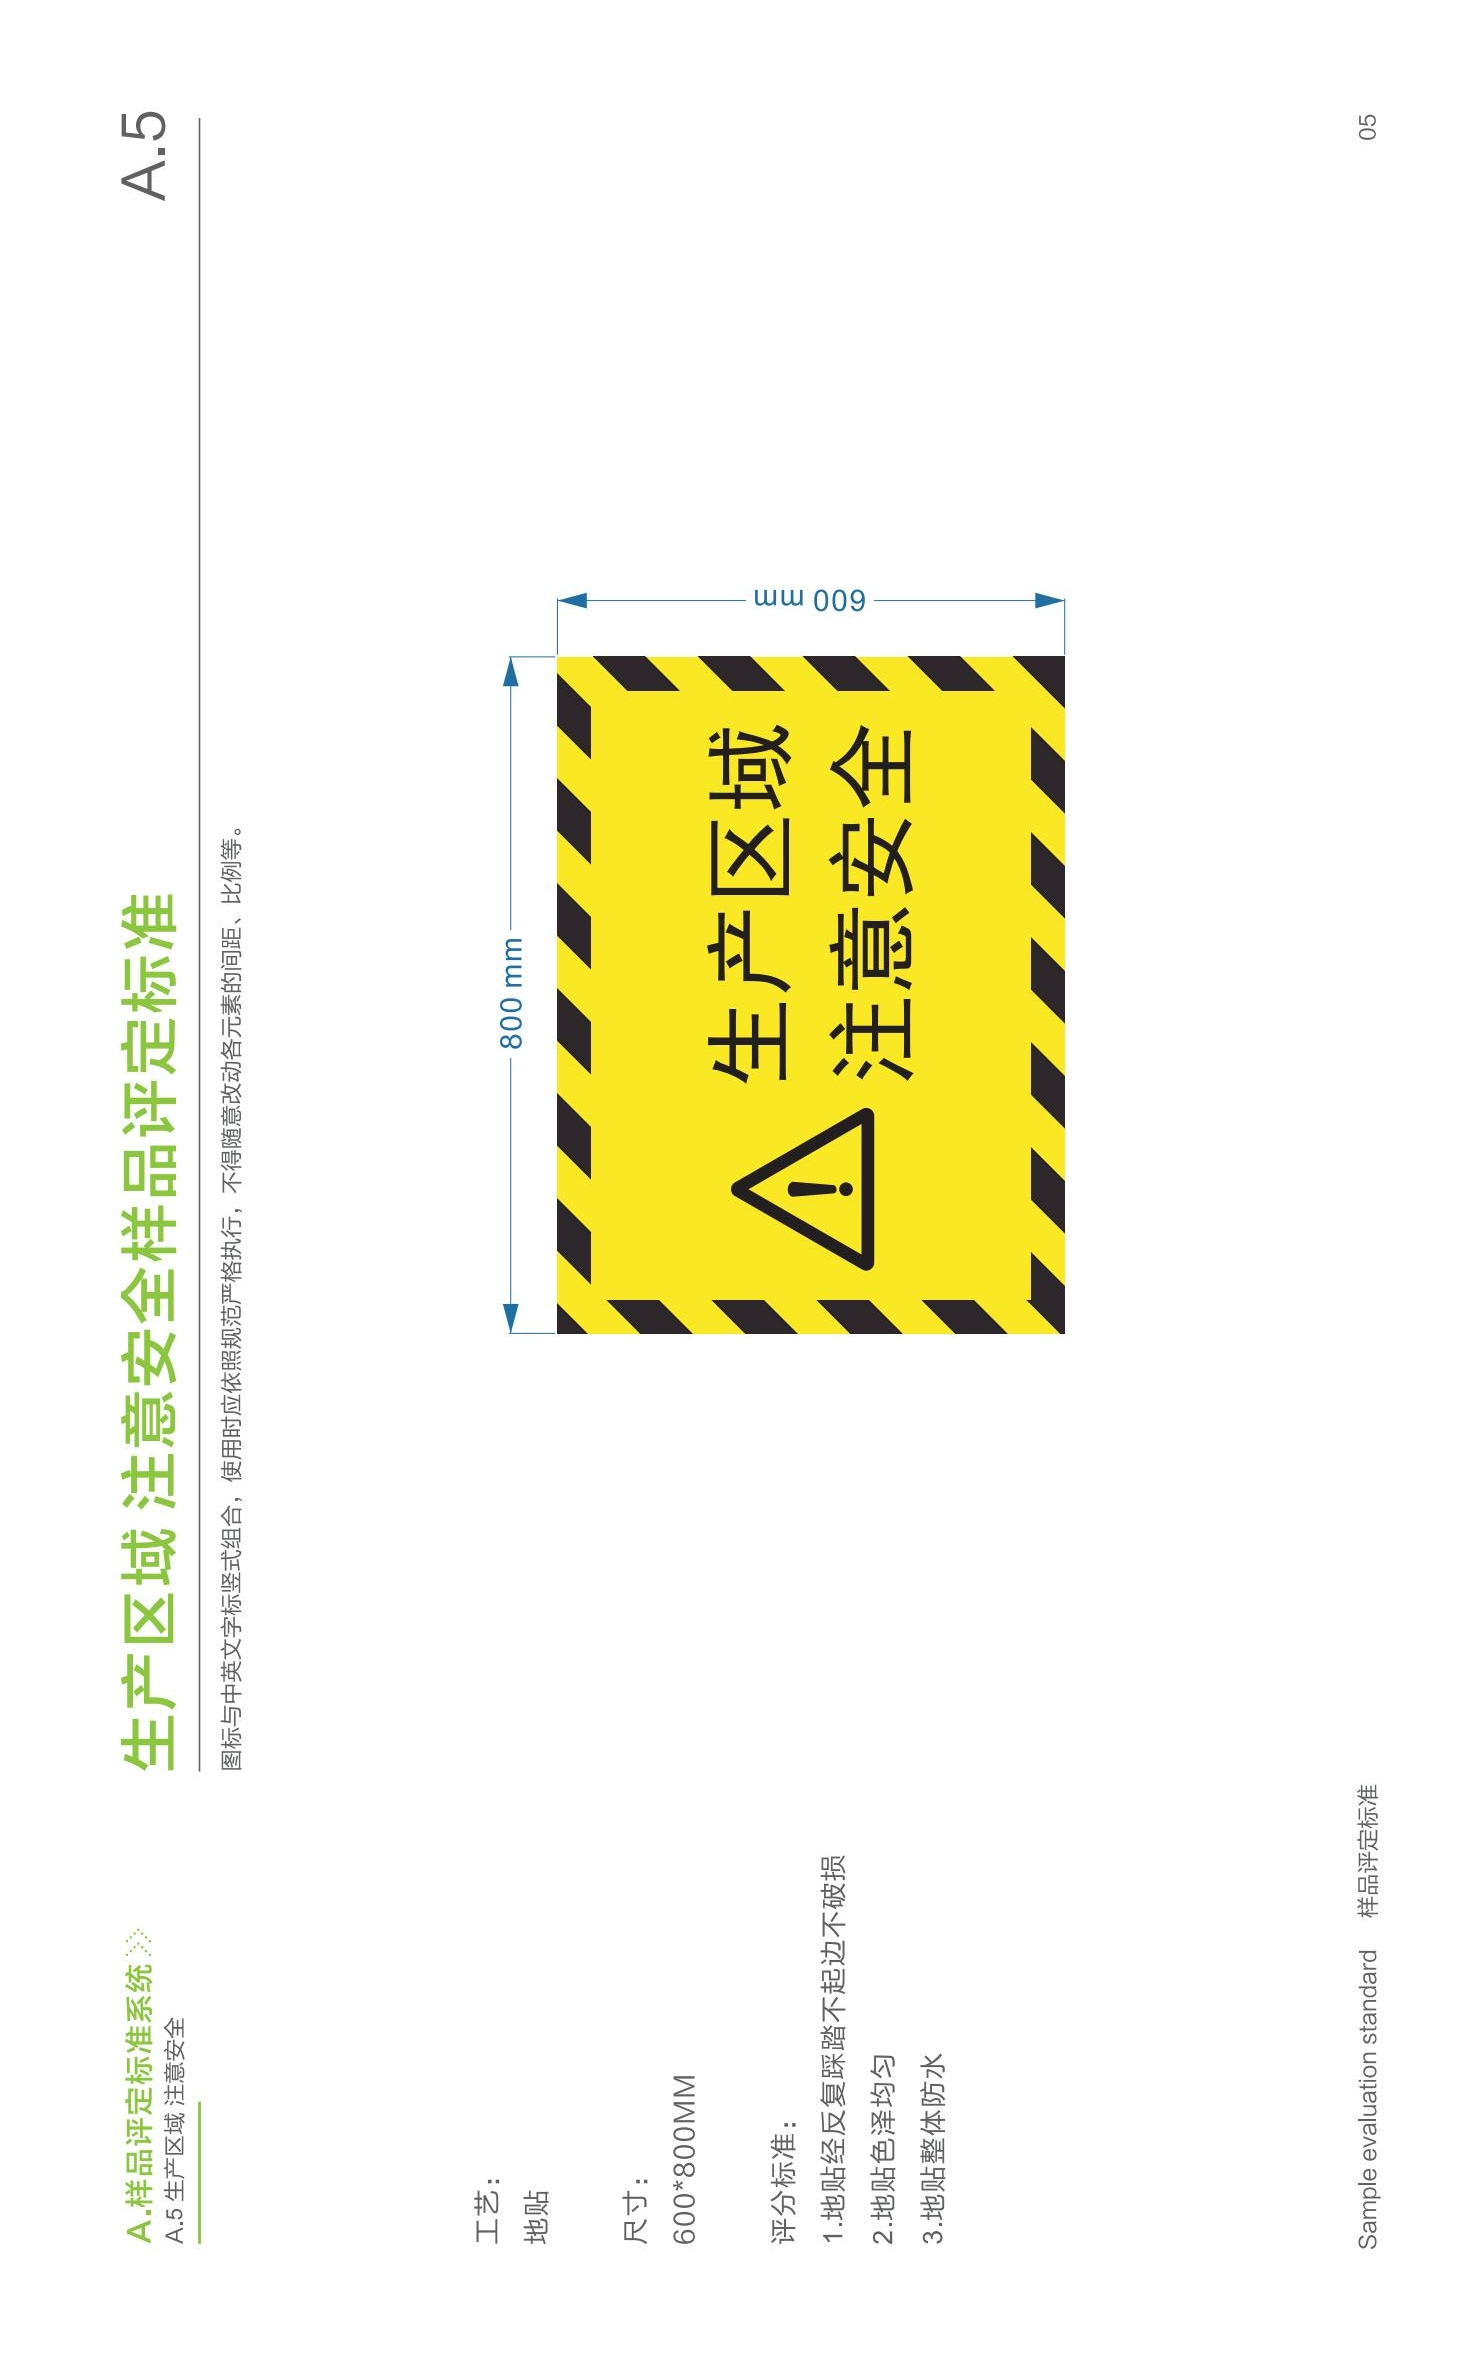 A.样品评定标准系统
A.5 生产区域 注意安全
生产区域 注意安全样品评定标准
A.5
图标与中英文字标竖式组合，使用时应依照规范严格执行，不得随意改动各元素的间距、比例等。
工艺：
地贴
尺寸：
600*800MM
评分标准：
1.地贴经反复踩踏不起边不破损
2.地贴色泽均匀
3.地贴整体防水
800 mm
600 mm
生产区域
注意安全
Sample evaluation standard 样品评定标准
05